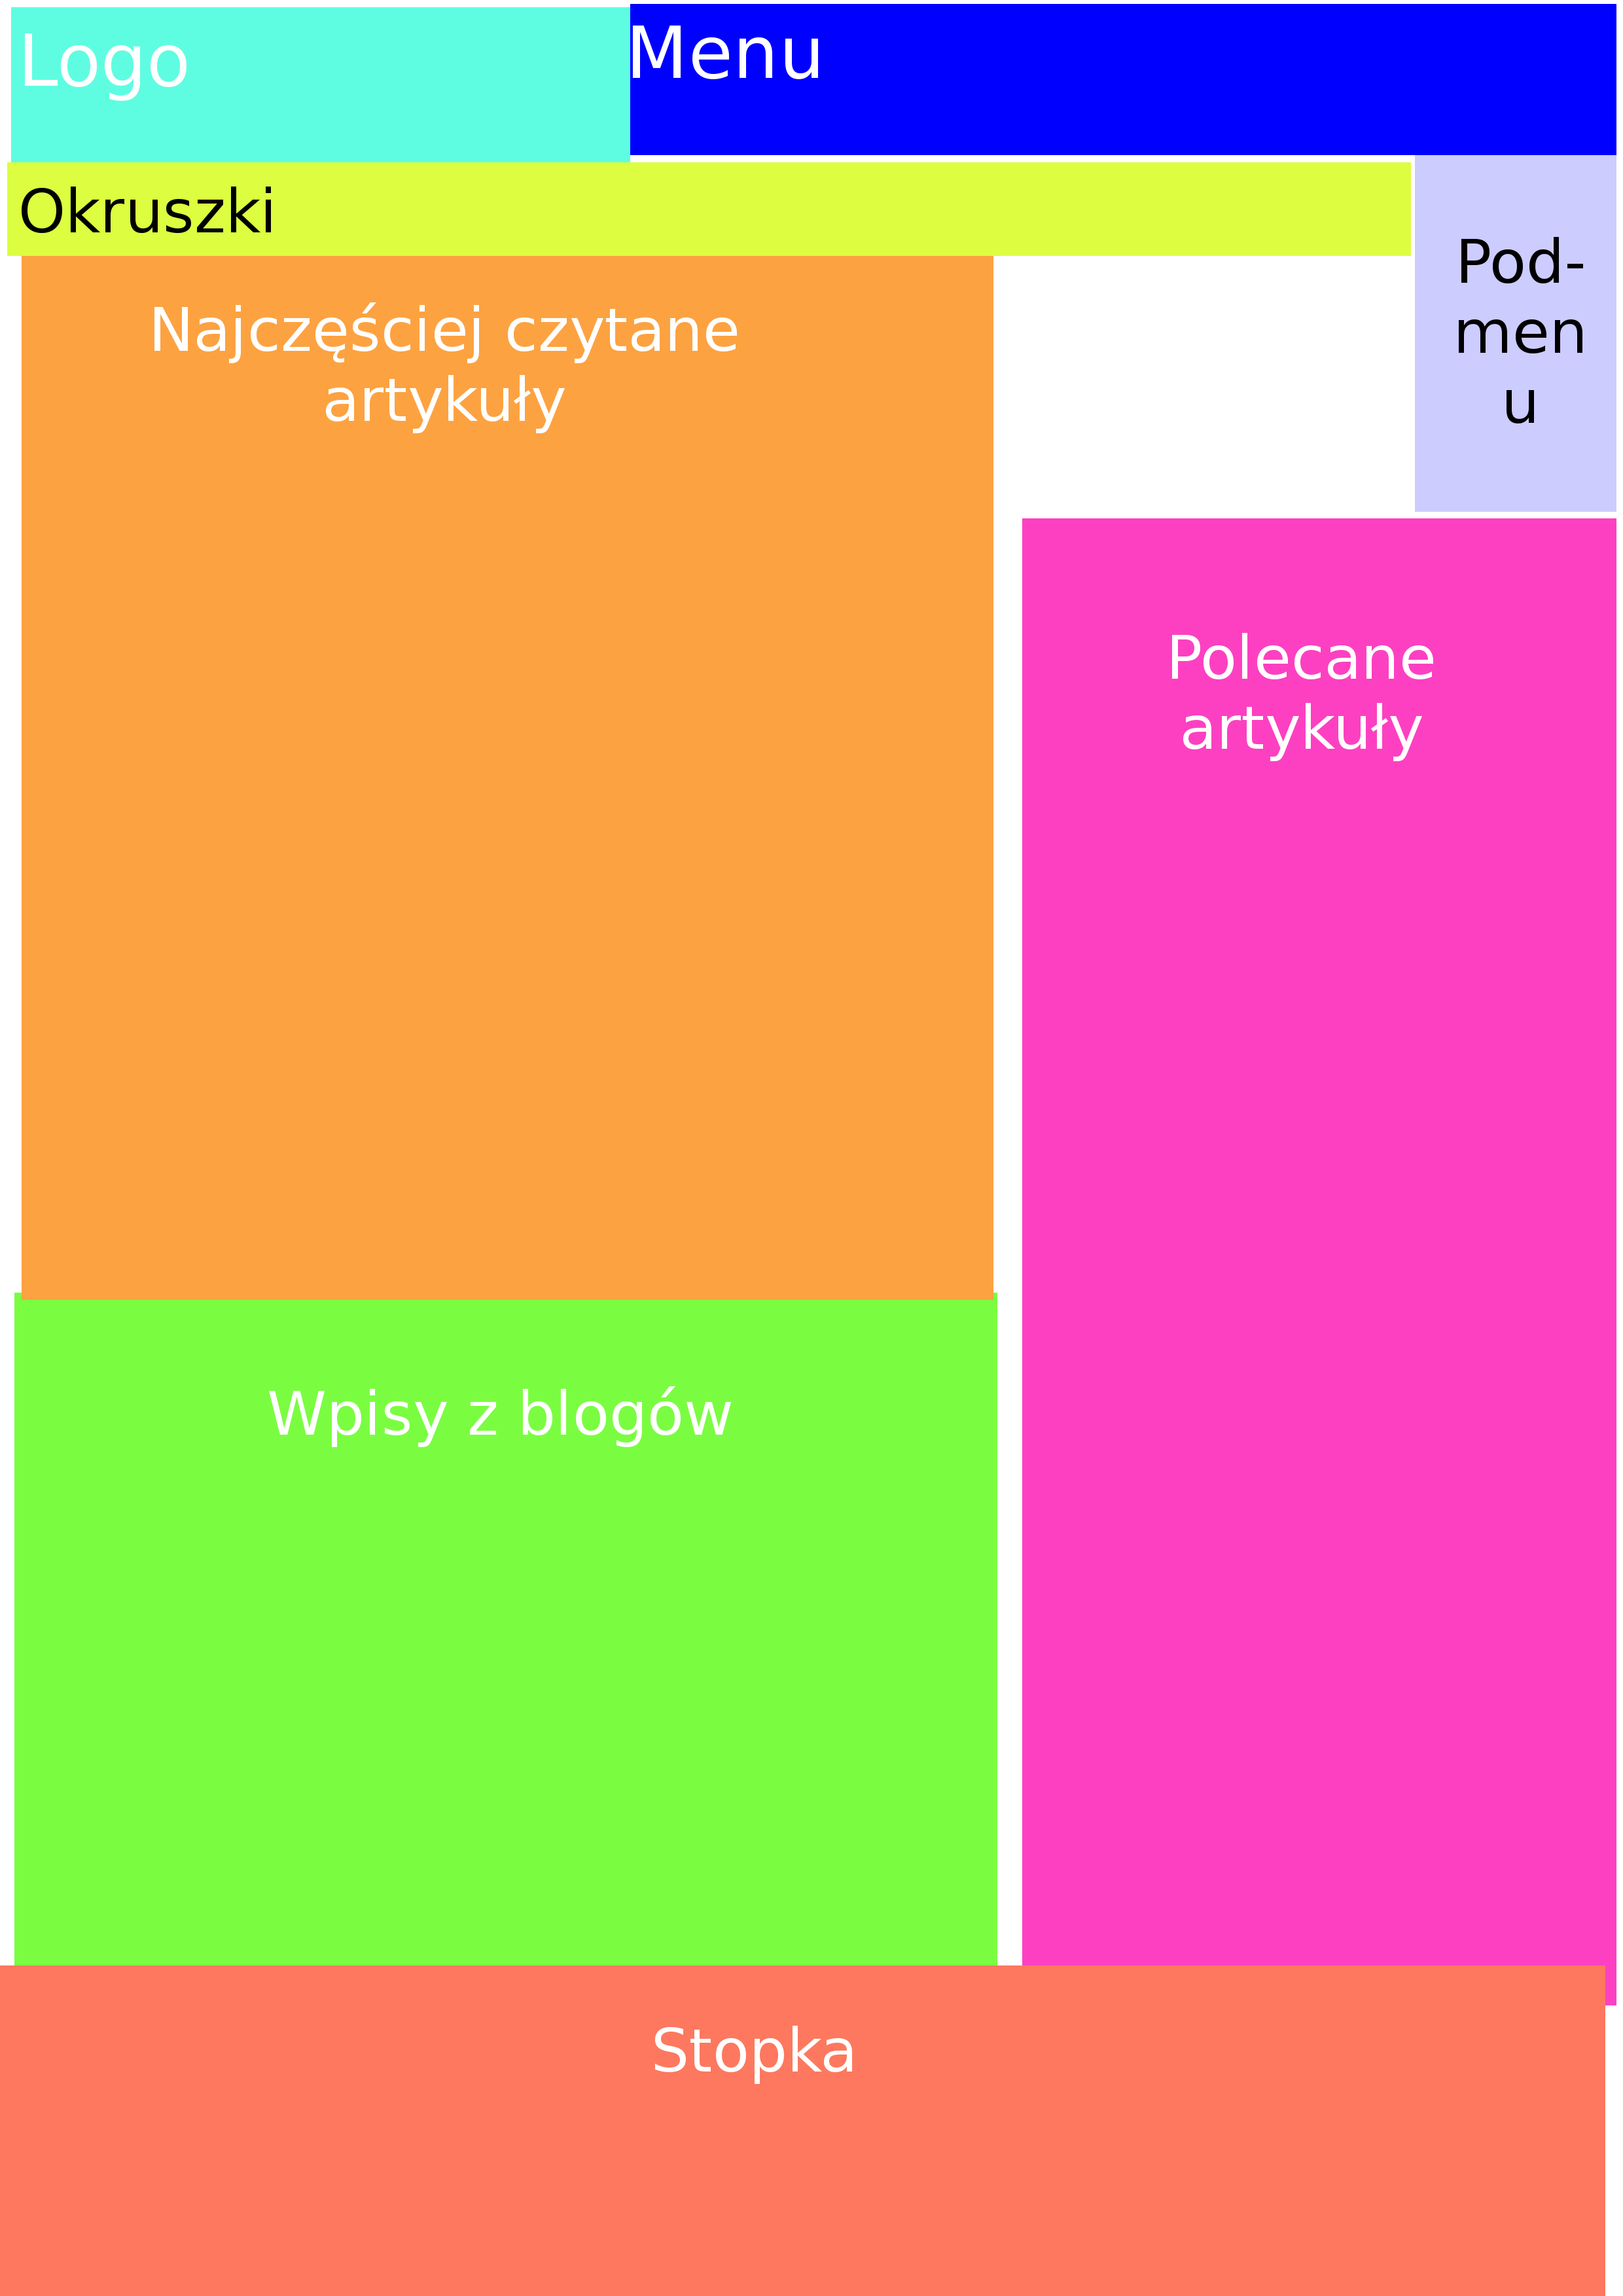 Logo
Menu
Okruszki
Pod-
men
u
Najczęściej czytane
artykuły
Polecane
artykuły
Wpisy z blogów
Stopka